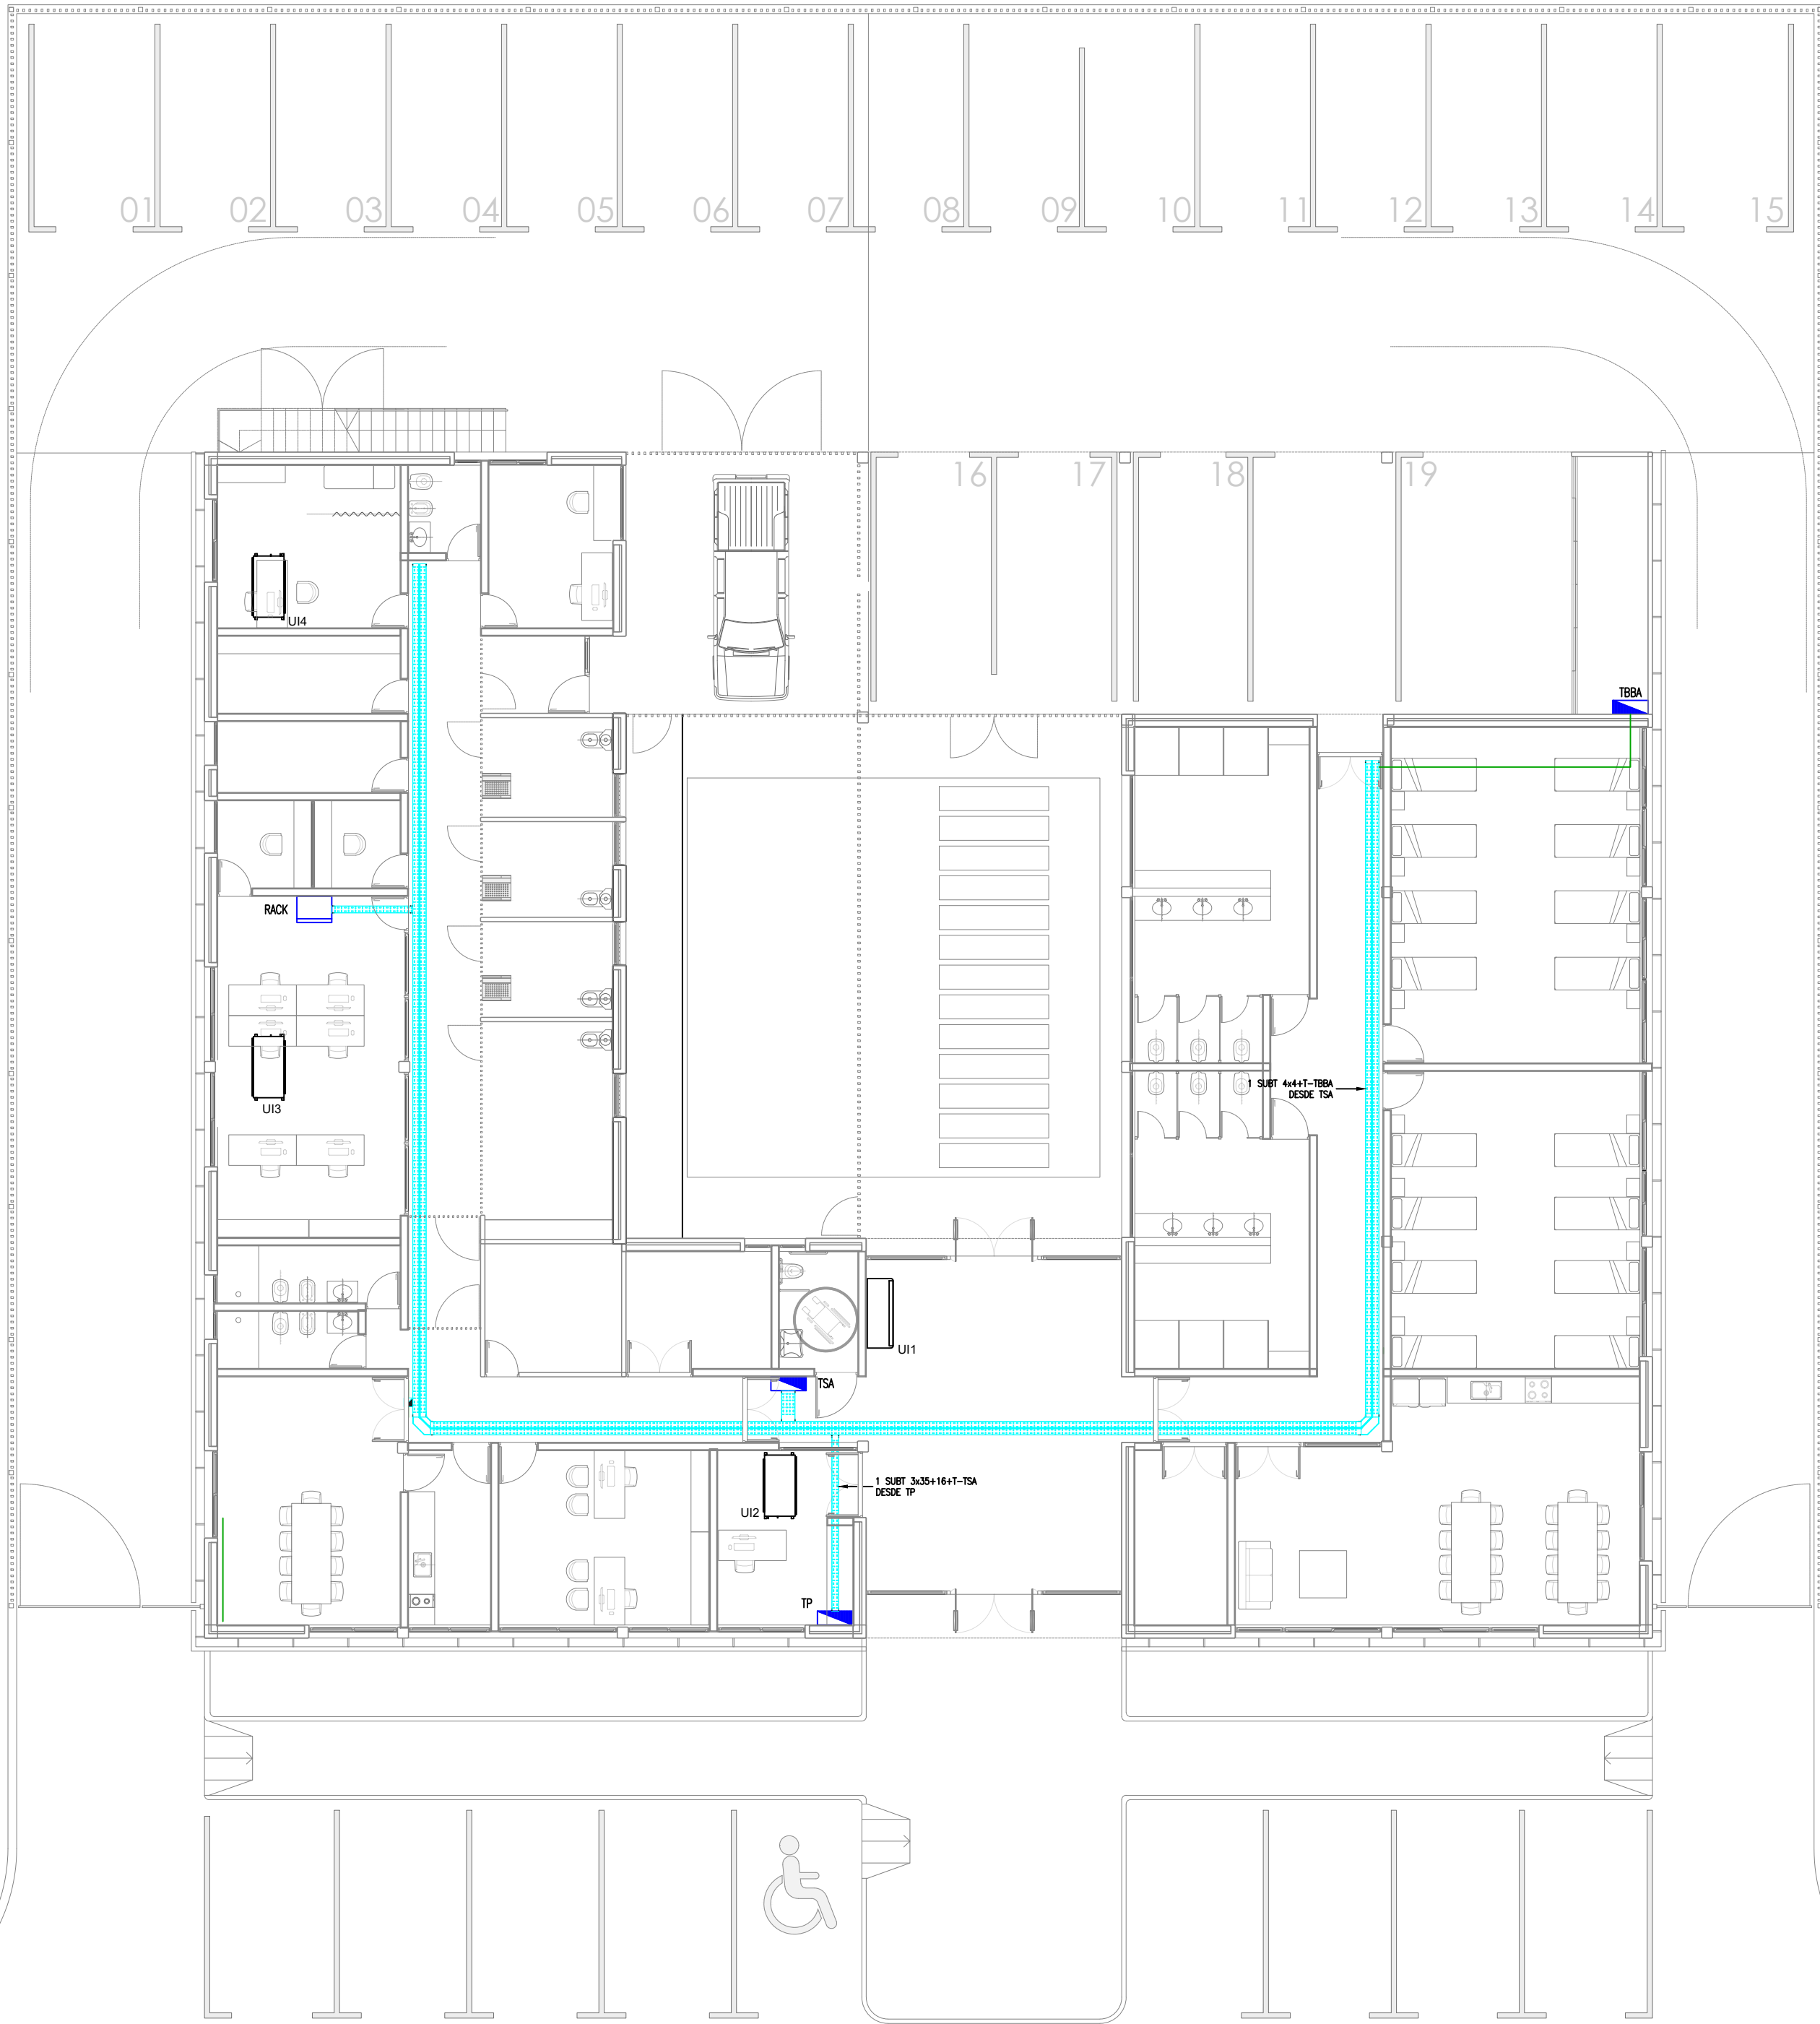 01 02 03 04 05 06 07 08 09 10 11 12 13 14 15
16 17 18 19
UI4
TBBA
RACK
UI3
1 SUBT 4x4+T-TBBA
DESDE TSA
UI1
TSA
1 SUBT 3x35+16+T-TSA
DESDE TP
UI2
TP